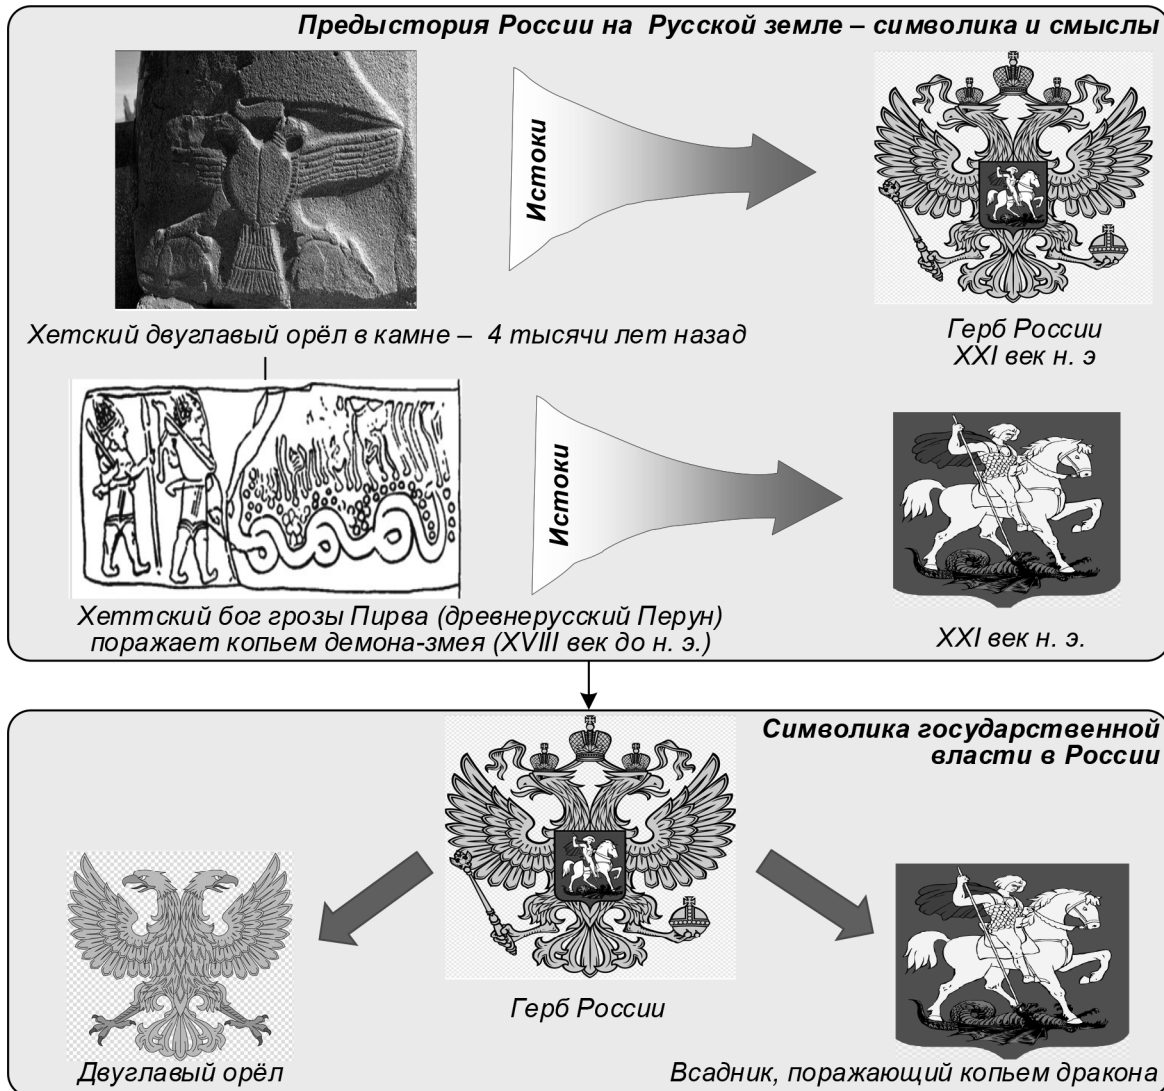 Предыстория России на Русской земле – символика и смыслы
Истоки
Хетский двуглавый орёл в камне – 4 тысячи лет назад
Герб России
XXI век н. э
Истоки
Хеттский бог грозы Пирва (древнерусский Перун)
поражает копьем демона-змея (XVIII век до н. э.)
XXI век н. э.
Символика государственной
власти в России
Герб России
Двуглавый орёл
Всадник, поражающий копьем дракона